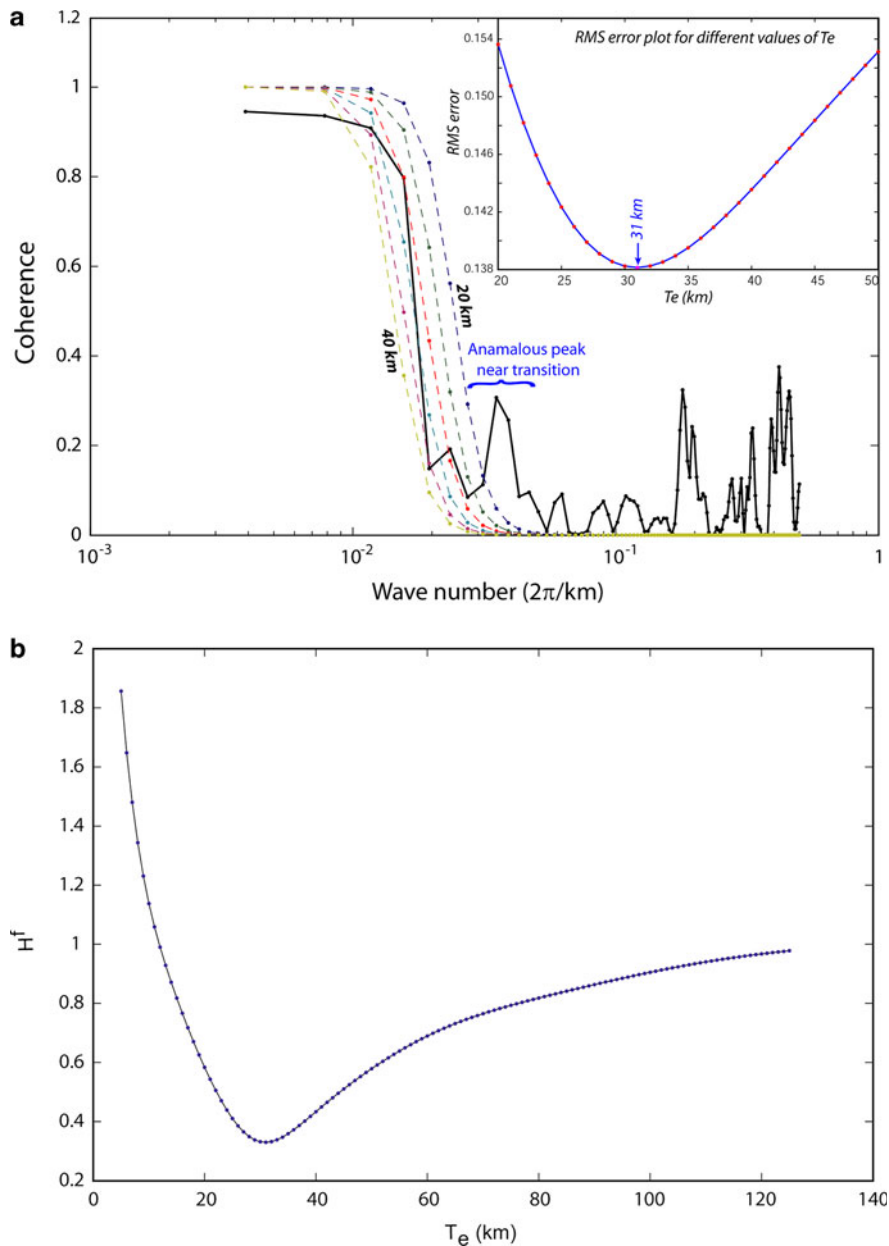 a
RMS error plot for different values of Te
0.154
0.150
0.146
0.142
0.138
RMS error
31 km
20 25 30 35 40 45 50
Te (km)
1.2
1
0.8
0.6
0.4
0.2
0
Coherence
20 km
40 km
Anamalous peak
near transition
10-3 10-2 10-1 1
Wave number (2π/km)
b
2
1.8
1.6
1.4
1.2
1
0.8
0.6
0.4
0.2
Hf
0 20 40 60 80 100 120 140
Te (km)